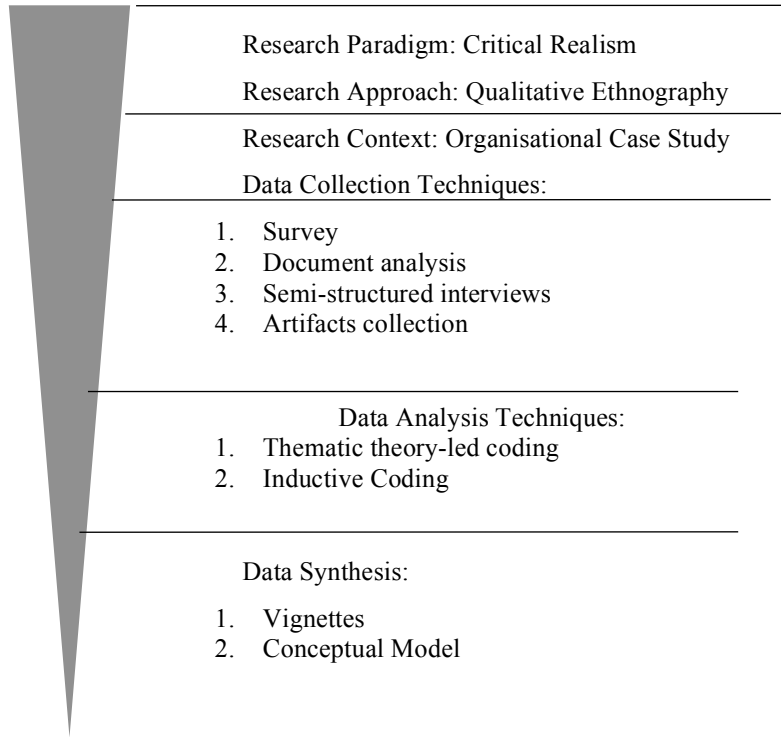 Research Paradigm: Critical Realism
Research Approach: Qualitative Ethnography
Research Context: Organisational Case Study
Data Collection Techniques:
1. Survey
2. Document analysis
3. Semi-structured interviews
4. Artifacts collection
Data Analysis Techniques:
1. Thematic theory-led coding
2. Inductive Coding
Data Synthesis:
1. Vignettes
2. Conceptual Model